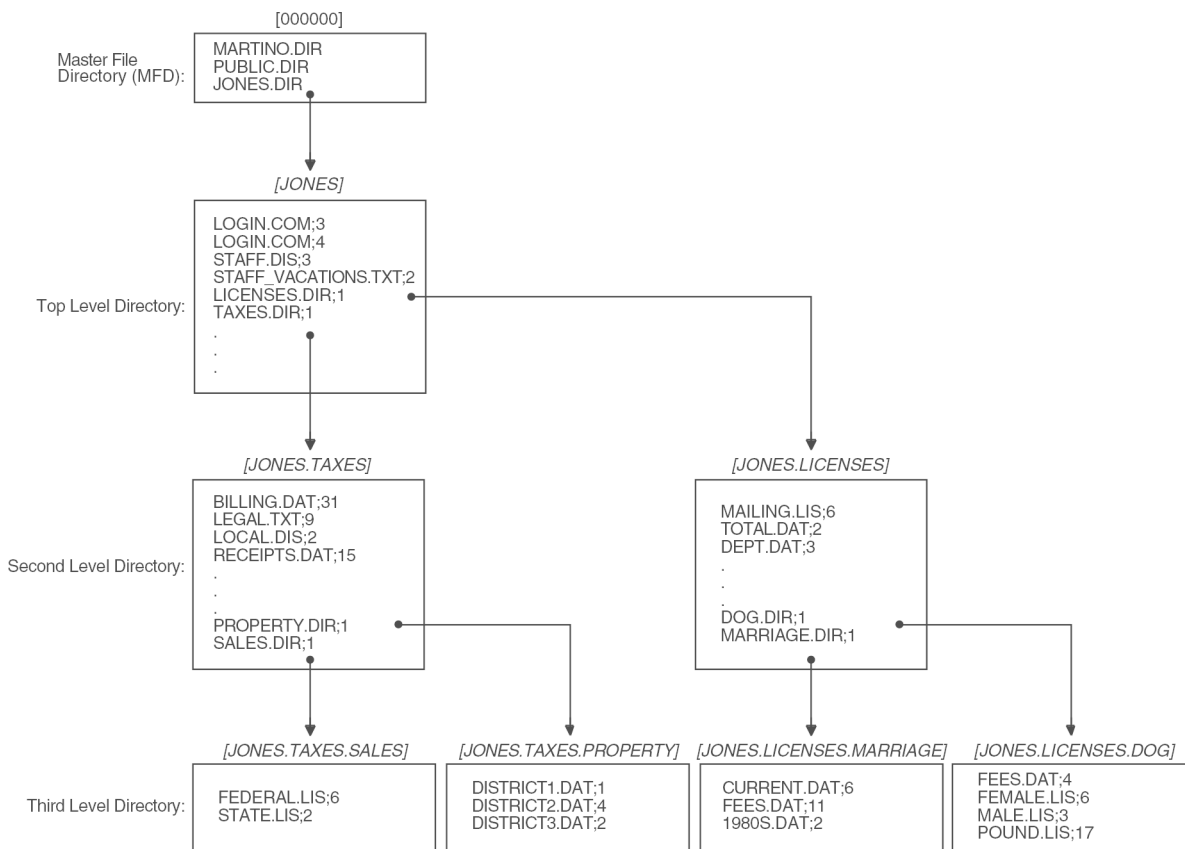 [000000]
Master File
Directory (MFD):
MARTINO.DIR
PUBLIC.DIR
JONES.DIR
[JONES]
Top Level Directory:
LOGIN.COM;3
LOGIN.COM;4
STAFF.DIS;3
STAFF_VACATIONS.TXT;2
LICENSES.DIR;1
TAXES.DIR;1
.
.
.
[JONES.TAXES]
Second Level Directory:
BILLING.DAT;31
LEGAL.TXT;9
LOCAL.DIS;2
RECEIPTS.DAT;15
.
.
.
PROPERTY.DIR;1
SALES.DIR;1
[JONES.LICENSES]
MAILING.LIS;6
TOTAL.DAT;2
DEPT.DAT;3
.
.
.
DOG.DIR;1
MARRIAGE.DIR;1
Third Level Directory:
[JONES.TAXES.SALES]
FEDERAL.LIS;6
STATE.LIS;2
[JONES.TAXES.PROPERTY]
DISTRICT1.DAT;1
DISTRICT2.DAT;4
DISTRICT3.DAT;2
[JONES.LICENSES.MARRIAGE]
CURRENT.DAT;6
FEES.DAT;11
1980S.DAT;2
[JONES.LICENSES.DOG]
FEES.DAT;4
FEMALE.LIS;6
MALE.LIS;3
POUND.LIS;17